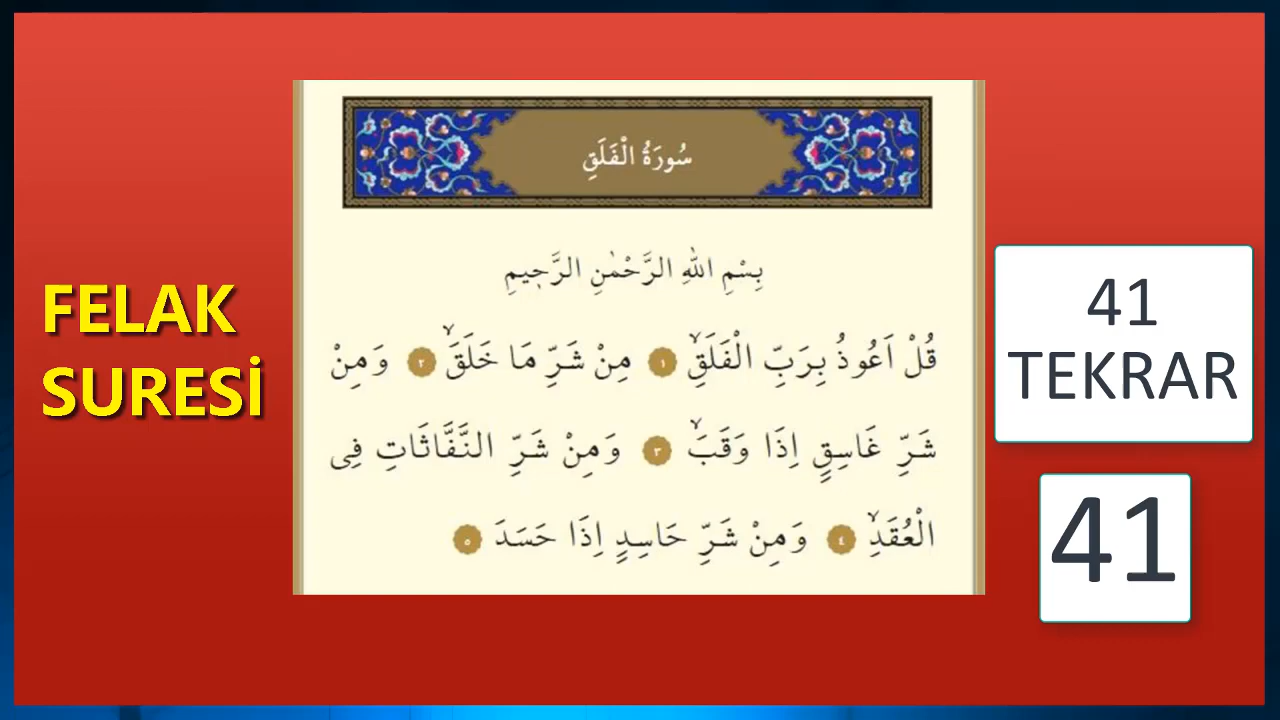 سُورَةُ الْفَلَقِ
بِسْمِ اللّٰهِ الرَّحْمٰنِ الرَّحٖيمِ
قُلْ اَعُوذُ بِرَبِّ الْفَلَقِۙ ١ مِنْ شَرِّ مَا خَلَقَۙ ٢ وَمِنْ
شَرِّ غَاسِقٍ اِذَا وَقَبَۙ ٣ وَمِنْ شَرِّ النَّفَّاثَاتِ فِى
الْعُقَدِۙ ٤ وَمِنْ شَرِّ حَاسِدٍ اِذَا حَسَدَ ٥
FELAK
SURESİ
41
TEKRAR
41